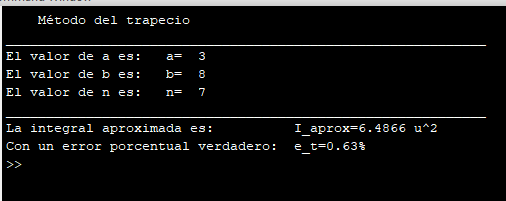 Método del trapecio
El valor de a es: a= 3
El valor de b es: b= 8
El valor de n es: n= 7
La integral aproximada es: I_aprox=6.4866 u^2
Con un error porcentual verdadero: e_t=0.63%
>>